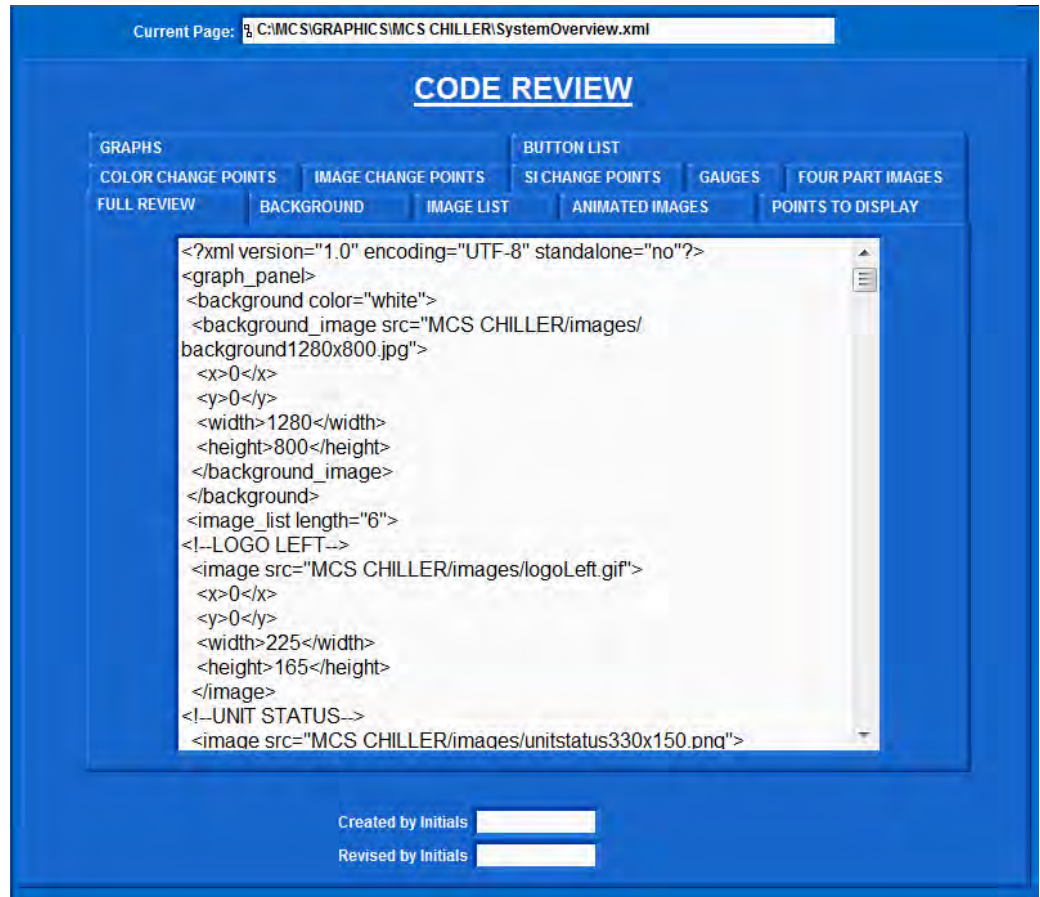 Current Page: C:\MCS\GRAPHICS\MCS CHILLER\SystemOverview.xml
CODE REVIEW
GRAPHS BUTTON LIST
COLOR CHANGE POINTS IMAGE CHANGE POINTS SI CHANGE POINTS GAUGES FOUR PART IMAGES
FULL REVIEW BACKGROUND IMAGE LIST ANIMATED IMAGES POINTS TO DISPLAY
<?xml version="1.0" encoding="UTF-8" standalone="no"?>
<graph_panel>
<background color="white">
<background_image src="MCS CHILLER/images/
background1280x800.jpg">
<x>0</x>
<y>0</y>
<width>1280</width>
<height>800</height>
</background_image>
</background>
<image_list length="6">
<!--LOGO LEFT-->
<image src="MCS CHILLER/images/logoLeft.gif">
<x>0</x>
<y>0</y>
<width>225</width>
<height>165</height>
</image>
<!--UNIT STATUS-->
<image src="MCS CHILLER/images/unitstatus330x150.png">
Created by Initials
Revised by Initials